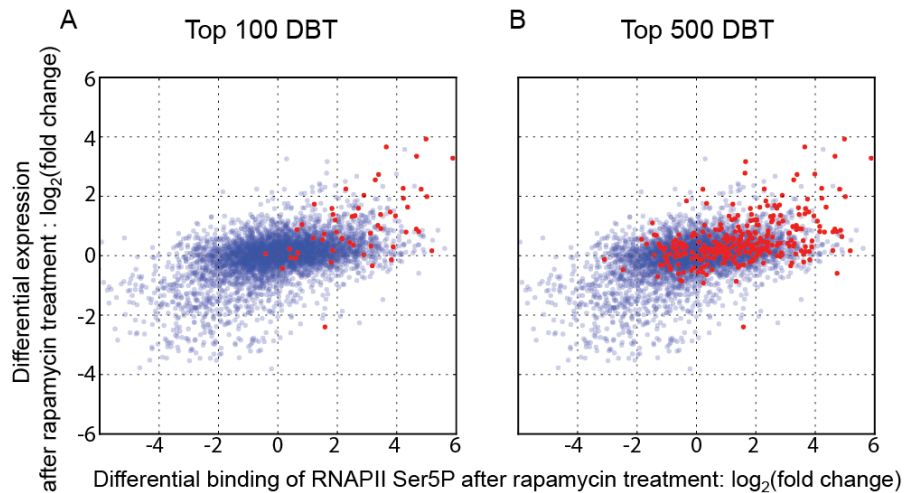 A
Top 100 DBT
B
Top 500 DBT
Differential expression
after rapamycin treatment : log2(fold change)
6
4
2
0
-2
-4
-6
-4 -2 0 2 4 6
-4 -2 0 2 4 6
Differential binding of RNAPII Ser5P after rapamycin treatment: log2(fold change)